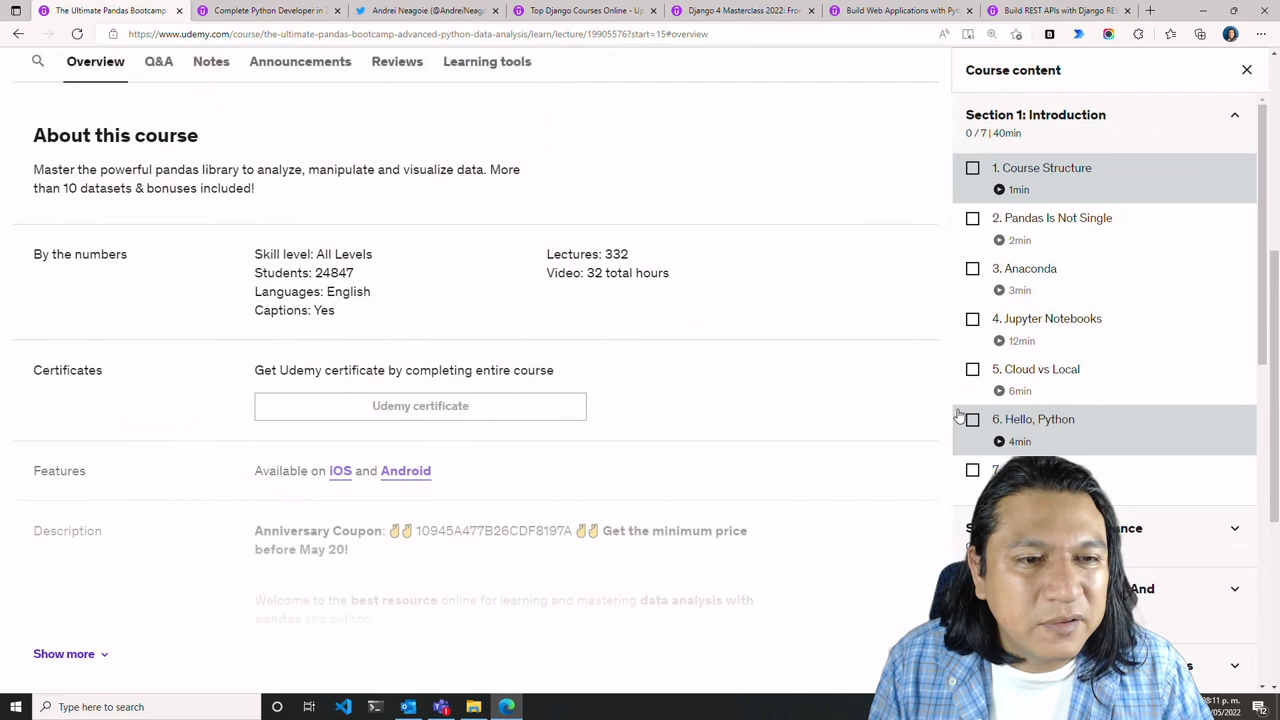 The Ultimate Pandas Bootcamp:
Complete Python Developer in 2
Andrei Neagoie (@AndreiNeago
Top Django Courses Online - Up
Django 4 Masterclass 2022: Fro
Build Web Applications with Pyt
Build REST APIs with Django RES
https://www.udemy.com/course/the-ultimate-pandas-bootcamp-advanced-python-data-analysis/learn/lecture/19905576?start=15#overview
Overview
Q&A
Notes
Announcements
Reviews
Learning tools
About this course
Master the powerful pandas library to analyze, manipulate and visualize data. More
than 10 datasets & bonuses included!
By the numbers
Skill level: All Levels
Students: 24847
Languages: English
Captions: Yes
Lectures: 332
Video: 32 total hours
Certificates
Get Udemy certificate by completing entire course
Udemy certificate
Features
Available on iOS and Android
Description
Anniversary Coupon: ✌️✌️ 10945A477B26CDF8197A ✌️✌️ Get the minimum price
before May 20!
Welcome to the best resource online for learning and mastering data analysis with
pandas and python.
Show more
Course content
Section 1: Introduction
0 / 7 | 40min
1. Course Structure
1min
2. Pandas Is Not Single
2min
3. Anaconda
3min
4. Jupyter Notebooks
12min
5. Cloud vs Local
6min
6. Hello, Python
4min
7.
And
Type here to search
12